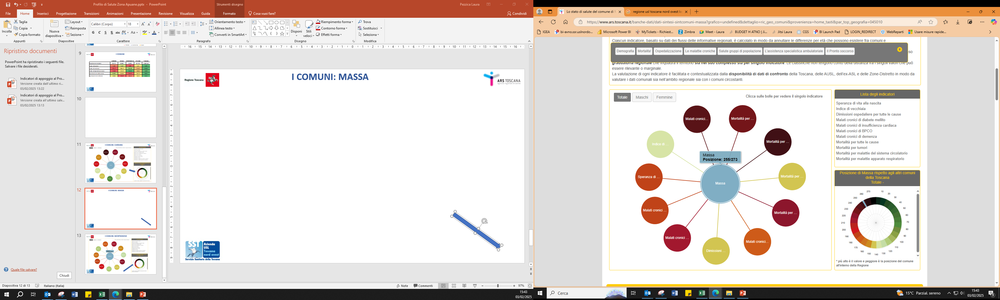 Profilo di Salute Zona Apuane.pptx - PowerPoint
Strumenti disegno
Pezzica Laura
File Home Inserisci Progettazione Transizioni Animazioni Presentazione Revisione Visualizza Guida Formato Cosa vuoi fare? Condividi
Incolla
Taglia
Copia
Copia formato
Appunti
Nuova diapositiva
Layout
Reimposta
Sezione
Diapositive
Calibri (Corpo) 18
G C S S abc AV Aa A
Carattere
Orientamento testo
Allinea testo
Converti in SmartArt
Paragrafo
Disponi
Stili veloci
Riempimento forma
Contorno forma
Effetti forma
Disegno
Trova
Sostituisci
Seleziona
Modifica
Ripristino documenti
PowerPoint ha ripristinato i seguenti file.
Salvare i file desiderati.
Indicatori di appoggio al Pro...
Versione creata dall'ultimo ri...
03/02/2025 13:22
Indicatori di appoggio al Pro...
Versione creata all'ultimo salv...
03/02/2025 13:13
Quale file salvare?
Chiudi
9
I COMUNI
10
11
I COMUNI: CARRARA
12
I COMUNI: MASSA
13
I COMUNI: MONTIGNOSO
Regione Toscana
I COMUNI: MASSA
ARS TOSCANA
agenzia regionale di sanità
SST
Azienda
USL
Toscana
nord ovest
Servizio Sanitario della Toscana
Diapositiva 12 di 13 Italiano (Italia)
Note Commenti 97%
15:43
03/02/2025
Lo stato di salute del comune di
regione usl toscana nord ovest lo
https://www.ars.toscana.it/banche-dati/dati-sintesi-sintcomuni-massa?grafico=undefined&dettaglio=ric_geo_comuni&provenienza=home_tasti&par_top_geografia=045010
IGEA bi-avno.ssr.uslnordo... Microsoft Power BI MyTickets - Richiest... Zimbra Meet - Laura BUDGET H ATNO | Ji... Jitsi Laura CGS BI Launch Pad LOGIN_REDIRECT WebReparti Usare misure rapide...
Ciascun indicatore, basato su dati dei flussi delle informative regionali, è calcolato in modo da annullare le differenze per età che possono esistere fra comuni e
Demografia Mortalita' Ospedalizzazione Le malattie croniche Salute gruppi di popolazione L'assistenza specialistica ambulatoriale Il Pronto soccorso
so
graduatoria regionale che inquadra il territorio sia nel suo complesso sia per singolo indicatore. Le classifiche non tengono conto della distanza fra i singoli valori che può
essere rilevante o marginale.
La valutazione di ogni indicatore è facilitata e contestualizzata dalla disponibilità di dati di confronto della Toscana, delle AUSL, dell'ex-ASL e delle Zone-Distretto in modo da
valutare i dati comunali sia nell'ambito regionale sia con i comuni circostanti.
Totale Maschi Femmine
Clicca sulle bolle per vedere il singolo indicatore
Malati cronici...
Mortalità per ...
Mortalità per ...
Indice di ...
Massa
Posizione: 255/273
Speranza di ...
Mortalità per ...
Massa
Malati cronici ...
Mortalità per ...
Malati cronici ...
Malati cronici...
Dimissioni ...
Lista degli indicatori
Speranza di vita alla nascita
Indice di vecchiaia
Dimissioni ospedaliere per tutte le cause
Malati cronici di diabete mellito
Malati cronici di insufficienza cardiaca
Malati cronici di BPCO
Malati cronici di demenza
Mortalità per tutte le cause
Mortalità per tumori
Mortalità per malattie del sistema circolatorio
Mortalità per malattie apparato respiratorio
Posizione di Massa rispetto agli altri comuni
della Toscana
Totale -
10 20 30 40 50 60 70 80 90 100 110 120 130 140 150 160 170 180 190 200 210 220 230 240 250 260 270
* più alto è il valore e peggiore è la posizione del comune
all'interno della Regione
Cerca
15°C Parzial. sereno
15:43
03/02/2025